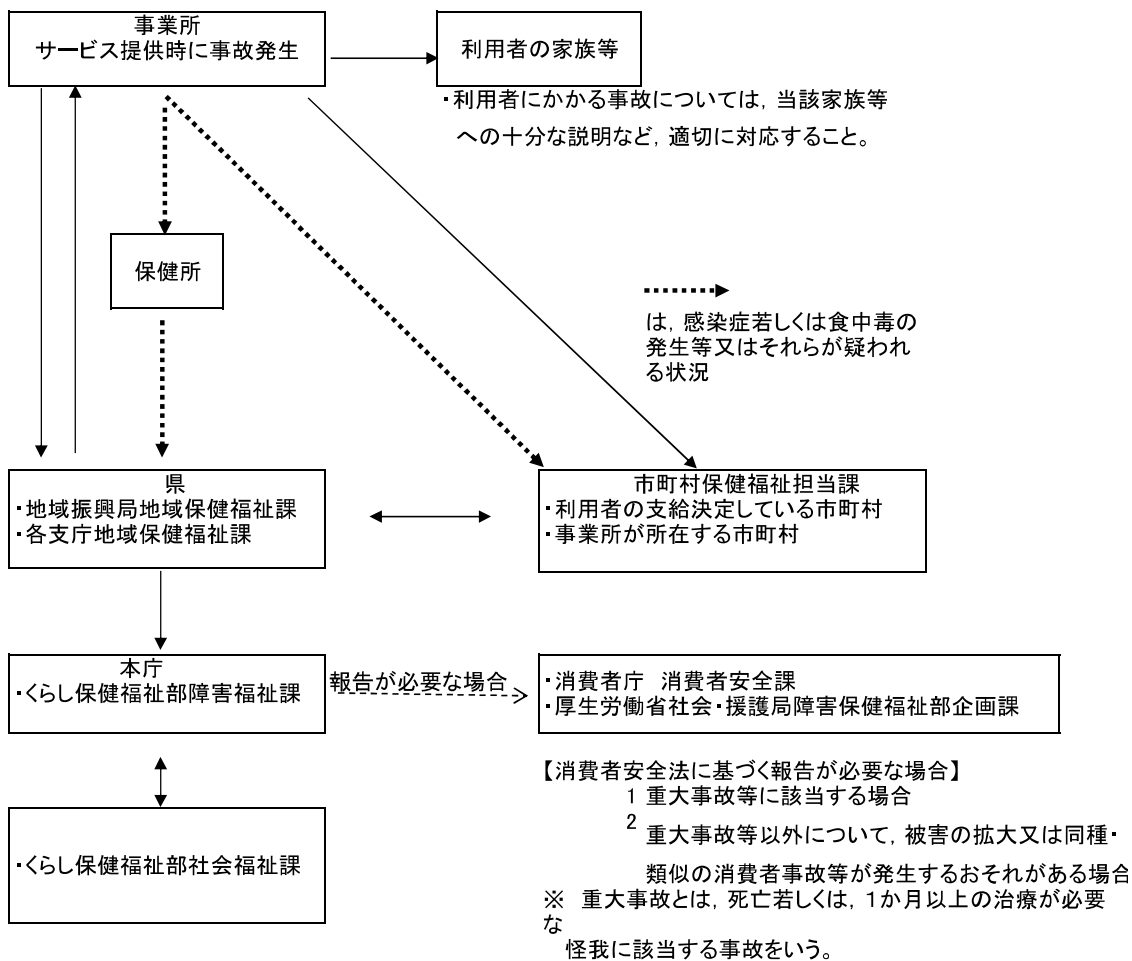 事業所
サービス提供時に事故発生
利用者の家族等
・利用者にかかる事故については，当該家族等
への十分な説明など，適切に対応すること。
保健所
は，感染症若しくは食中毒の
発生等又はそれらが疑われ
る状況
県
・地域振興局地域保健福祉課
・各支庁地域保健福祉課
市町村保健福祉担当課
・利用者の支給決定している市町村
・事業所が所在する市町村
本庁
・くらし保健福祉部障害福祉課
報告が必要な場合
・消費者庁　消費者安全課
・厚生労働省社会・援護局障害保健福祉部企画課
【消費者安全法に基づく報告が必要な場合】
1 重大事故等に該当する場合
2 重大事故等以外について，被害の拡大又は同種・
類似の消費者事故等が発生するおそれがある場合
※　重大事故とは，死亡若しくは，１か月以上の治療が必要
な
怪我に該当する事故をいう。
・くらし保健福祉部社会福祉課